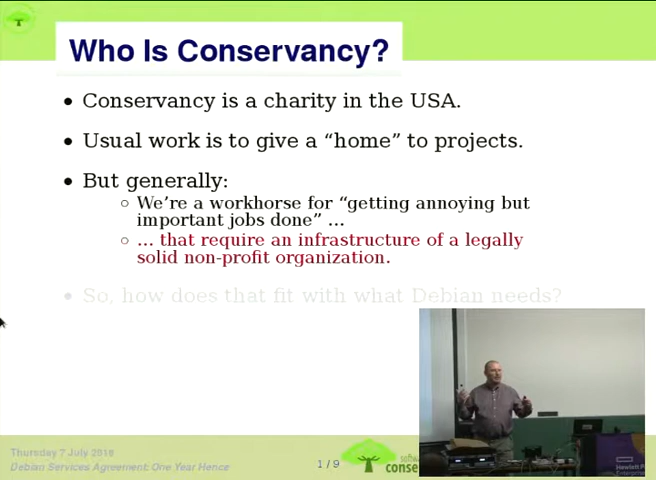 Who Is Conservancy?
• Conservancy is a charity in the USA.
• Usual work is to give a “home” to projects.
• But generally:
○ We’re a workhorse for “getting annoying but
important jobs done” ...
○ ... that require an infrastructure of a legally
solid non-profit organization.
• So, how does that fit with what Debian needs?
Thursday 7 July 2016
Debian Services Agreement: One Year Hence
1 / 9
softw
conse
Hewlett P
Enterprise